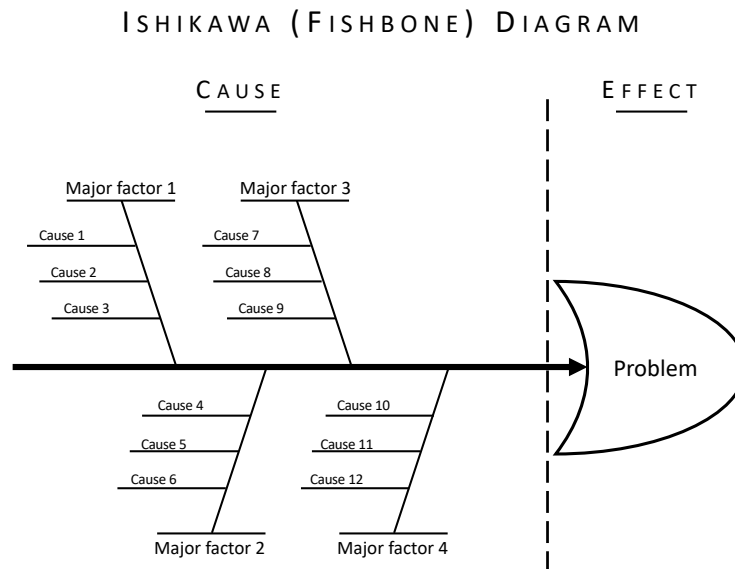 ISHIKAWA (FISHBONE) DIAGRAM
CAUSE
EFFECT
Major factor 1
Major factor 3
Cause 1
Cause 7
Cause 2
Cause 8
Cause 3
Cause 9
Problem
Cause 4
Cause 10
Cause 5
Cause 11
Cause 6
Cause 12
Major factor 2
Major factor 4